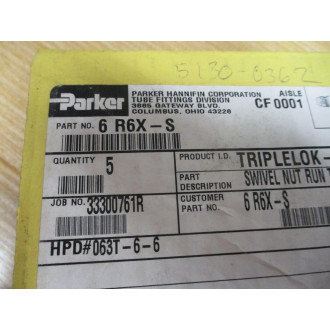 5130-0362
Parker
PARKER HANNIFIN CORPORATION
TUBE FITTINGS DIVISION
3885 GATEWAY BLVD.
COLUMBUS, OHIO 43228
AISLE
CF 0001
PART NO. 6 R6X-S
QUANTITY 5
PRODUCT I.D. TRIPLELOK-
PART DESCRIPTION SWIVEL NUT RUN T
JOB NO. 33300761R
CUSTOMER PART 6 R6X-S
HPD#063T-6-6